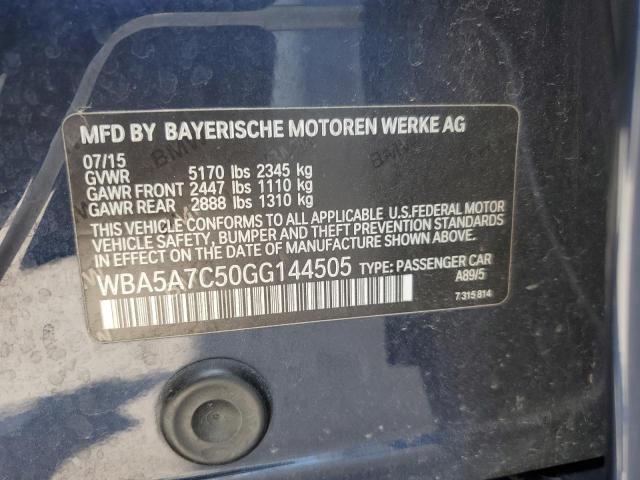 MFD BY BAYERISCHE MOTOREN WERKE AG
07/15
GVWR 5170 lbs 2345 kg
GAWR FRONT 2447 lbs 1110 kg
GAWR REAR 2888 lbs 1310 kg
THIS VEHICLE CONFORMS TO ALL APPLICABLE U.S.FEDERAL MOTOR
VEHICLE SAFETY, BUMPER AND THEFT PREVENTION STANDARDS
IN EFFECT ON THE DATE OF MANUFACTURE SHOWN ABOVE.
WBA5A7C50GG144505 TYPE: PASSENGER CAR
A89/5
7 315 814